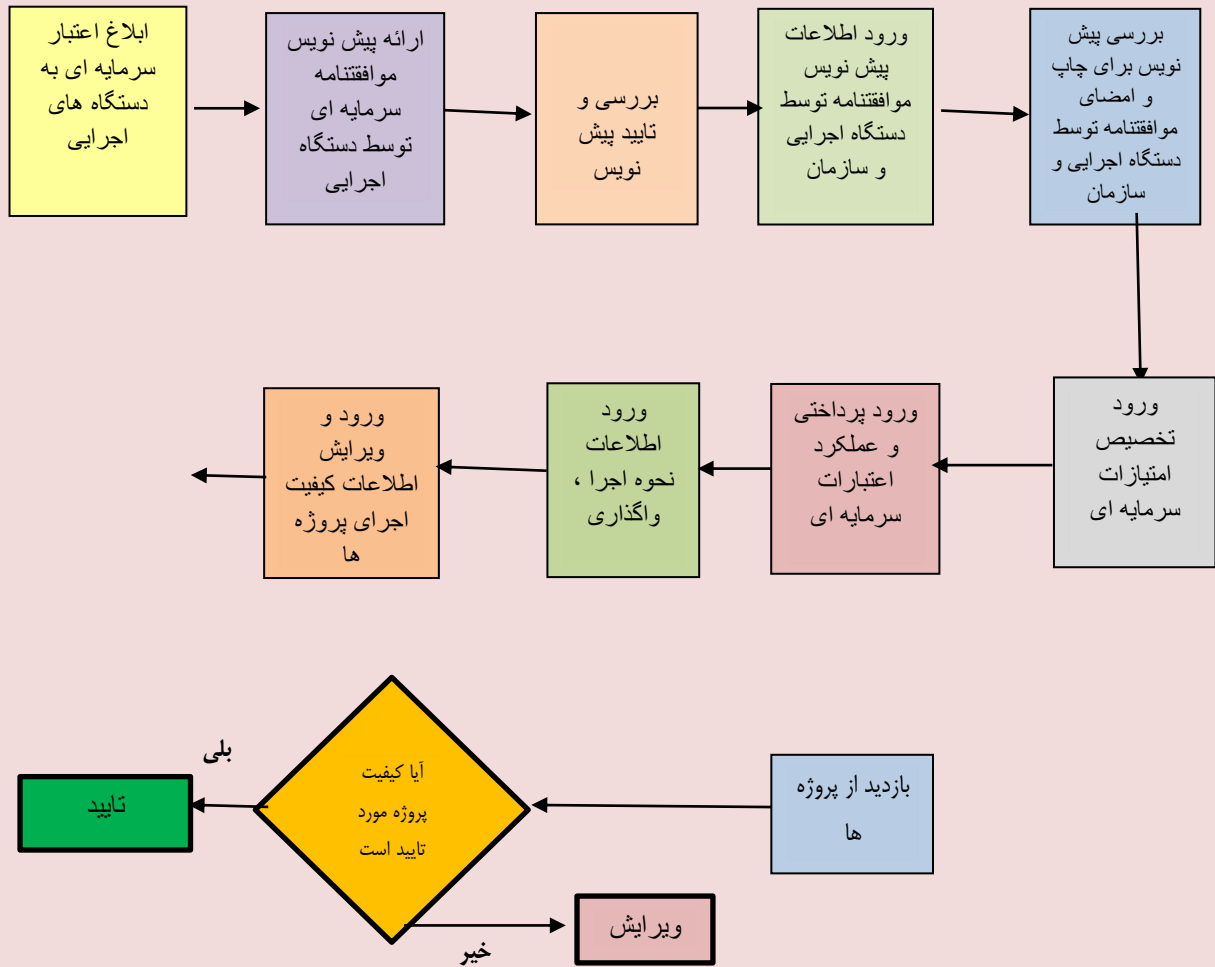 ابلاغ اعتبار
سرمایه ای به
دستگاه های
اجرایی
ارائه پیش نویس
موافقتنامه
سرمایه ای
توسط دستگاه
اجرایی
بررسی و
تایید پیش
نویس
ورود اطلاعات
پیش نویس
موافقتنامه توسط
دستگاه اجرایی
و سازمان
بررسی پیش
نویس برای چاپ
و امضای
موافقتنامه توسط
دستگاه اجرایی و
سازمان
ورود
تخصیص
امتیازات
سرمایه ای
ورود پرداختی
و عملکرد
اعتبارات
سرمایه ای
ورود
اطلاعات
نحوه اجرا ،
واگذاری
ورود و
ویرایش
اطلاعات کیفیت
اجرای پروژه
ها
بازدید از پروژه
ها
آیا کیفیت
پروژه مورد
تایید است
بلی
تایید
خیر
ویرایش